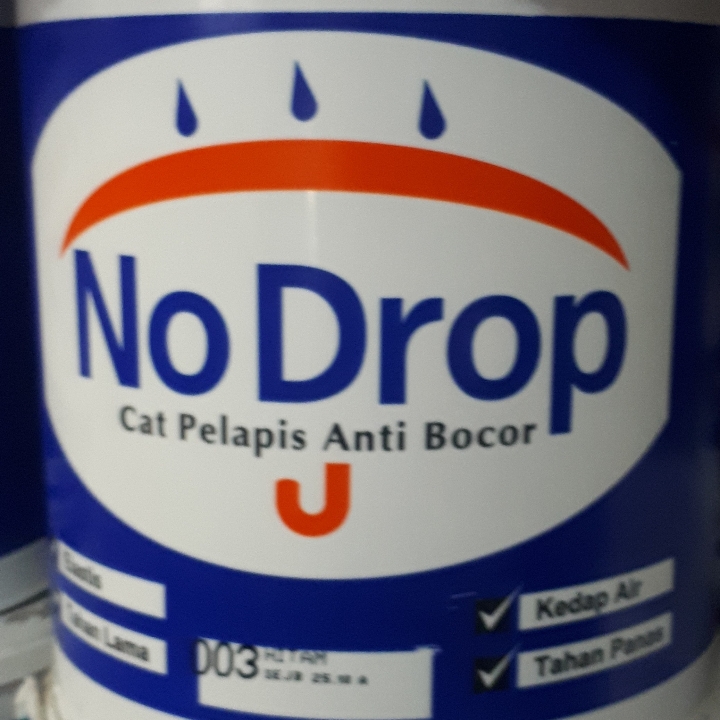 No Drop
Cat Pelapis Anti Bocor
Elastis
Tahan Lama
Kedap Air
Tahan Panas
003 HITAM